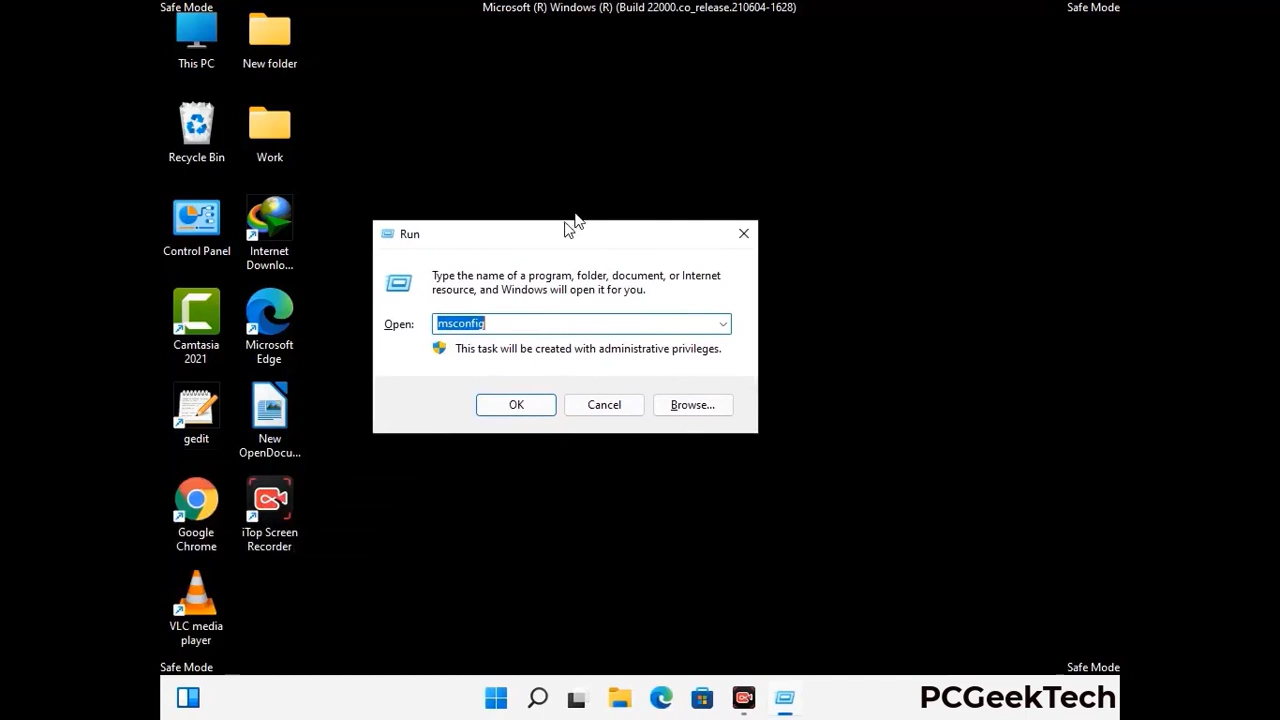 Safe Mode
Microsoft (R) Windows (R) (Build 22000.co_release.210604-1628)
Safe Mode
This PC
New folder
Recycle Bin
Work
Control Panel
Internet
Downlo...
Camtasia
2021
Microsoft
Edge
gedit
New
OpenDocu...
Google
Chrome
iTop Screen
Recorder
VLC media
player
Run
Type the name of a program, folder, document, or Internet
resource, and Windows will open it for you.
Open:
msconfig
This task will be created with administrative privileges.
OK
Cancel
Browse...
Safe Mode
Safe Mode
PCGeekTech